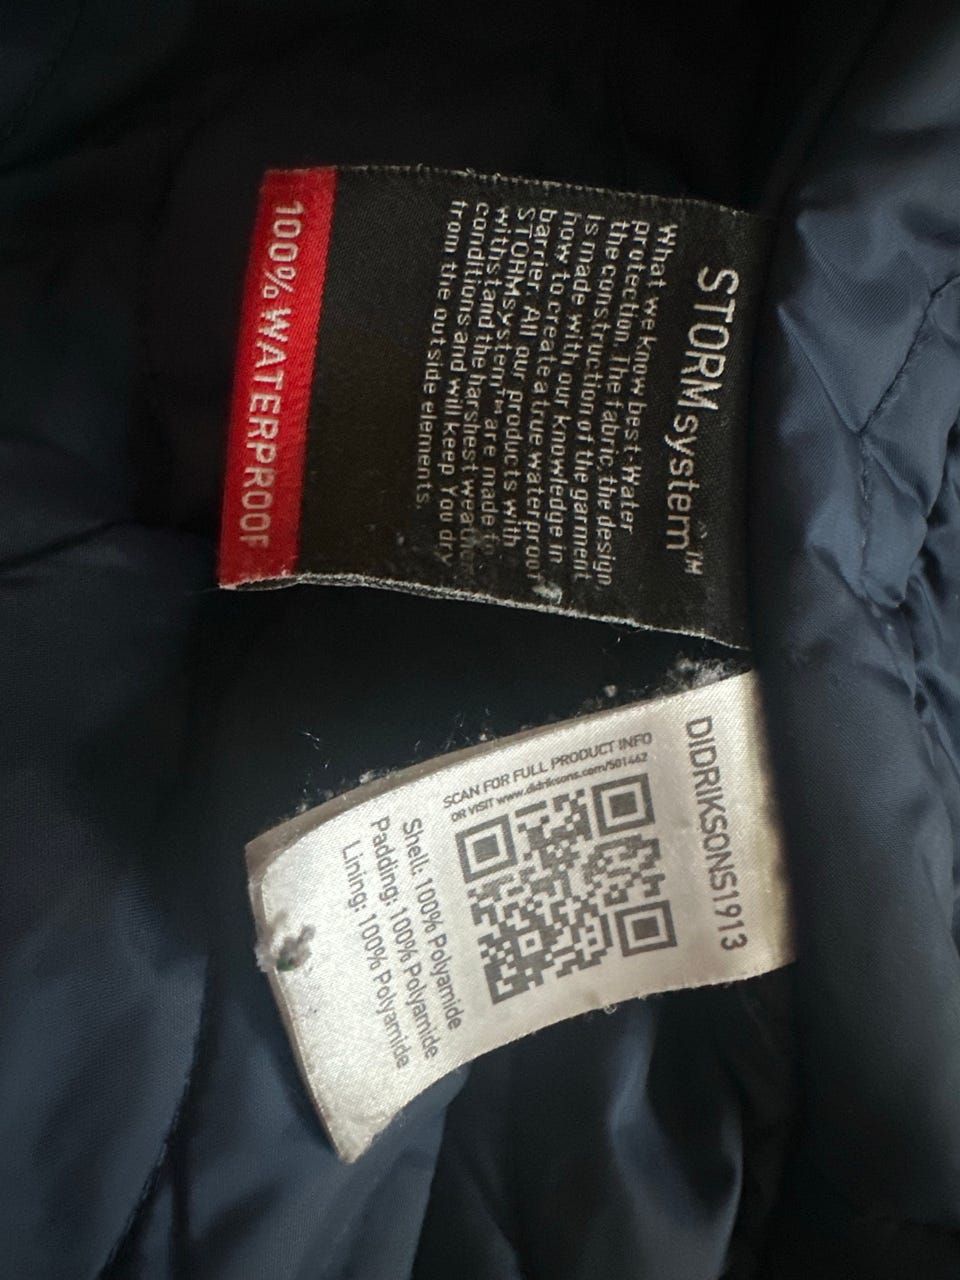 STORMsystem™
What we know best-Water
protection. The fabric, the design
the construction of the garment
is made with our knowledge in
how to create a true waterproof
barrier. All our products with
STORMsystem™ are made to
withstand the harshest weather
conditions and will keep You dry
from the outside elements.
100% WATERPROOF
DIDRIKSONS1913
SCAN FOR FULL PRODUCT INFO
OR VISIT www.didriksons.com/501462
Shell: 100% Polyamide
Padding: 100% Polyamide
Lining: 100% Polyamide